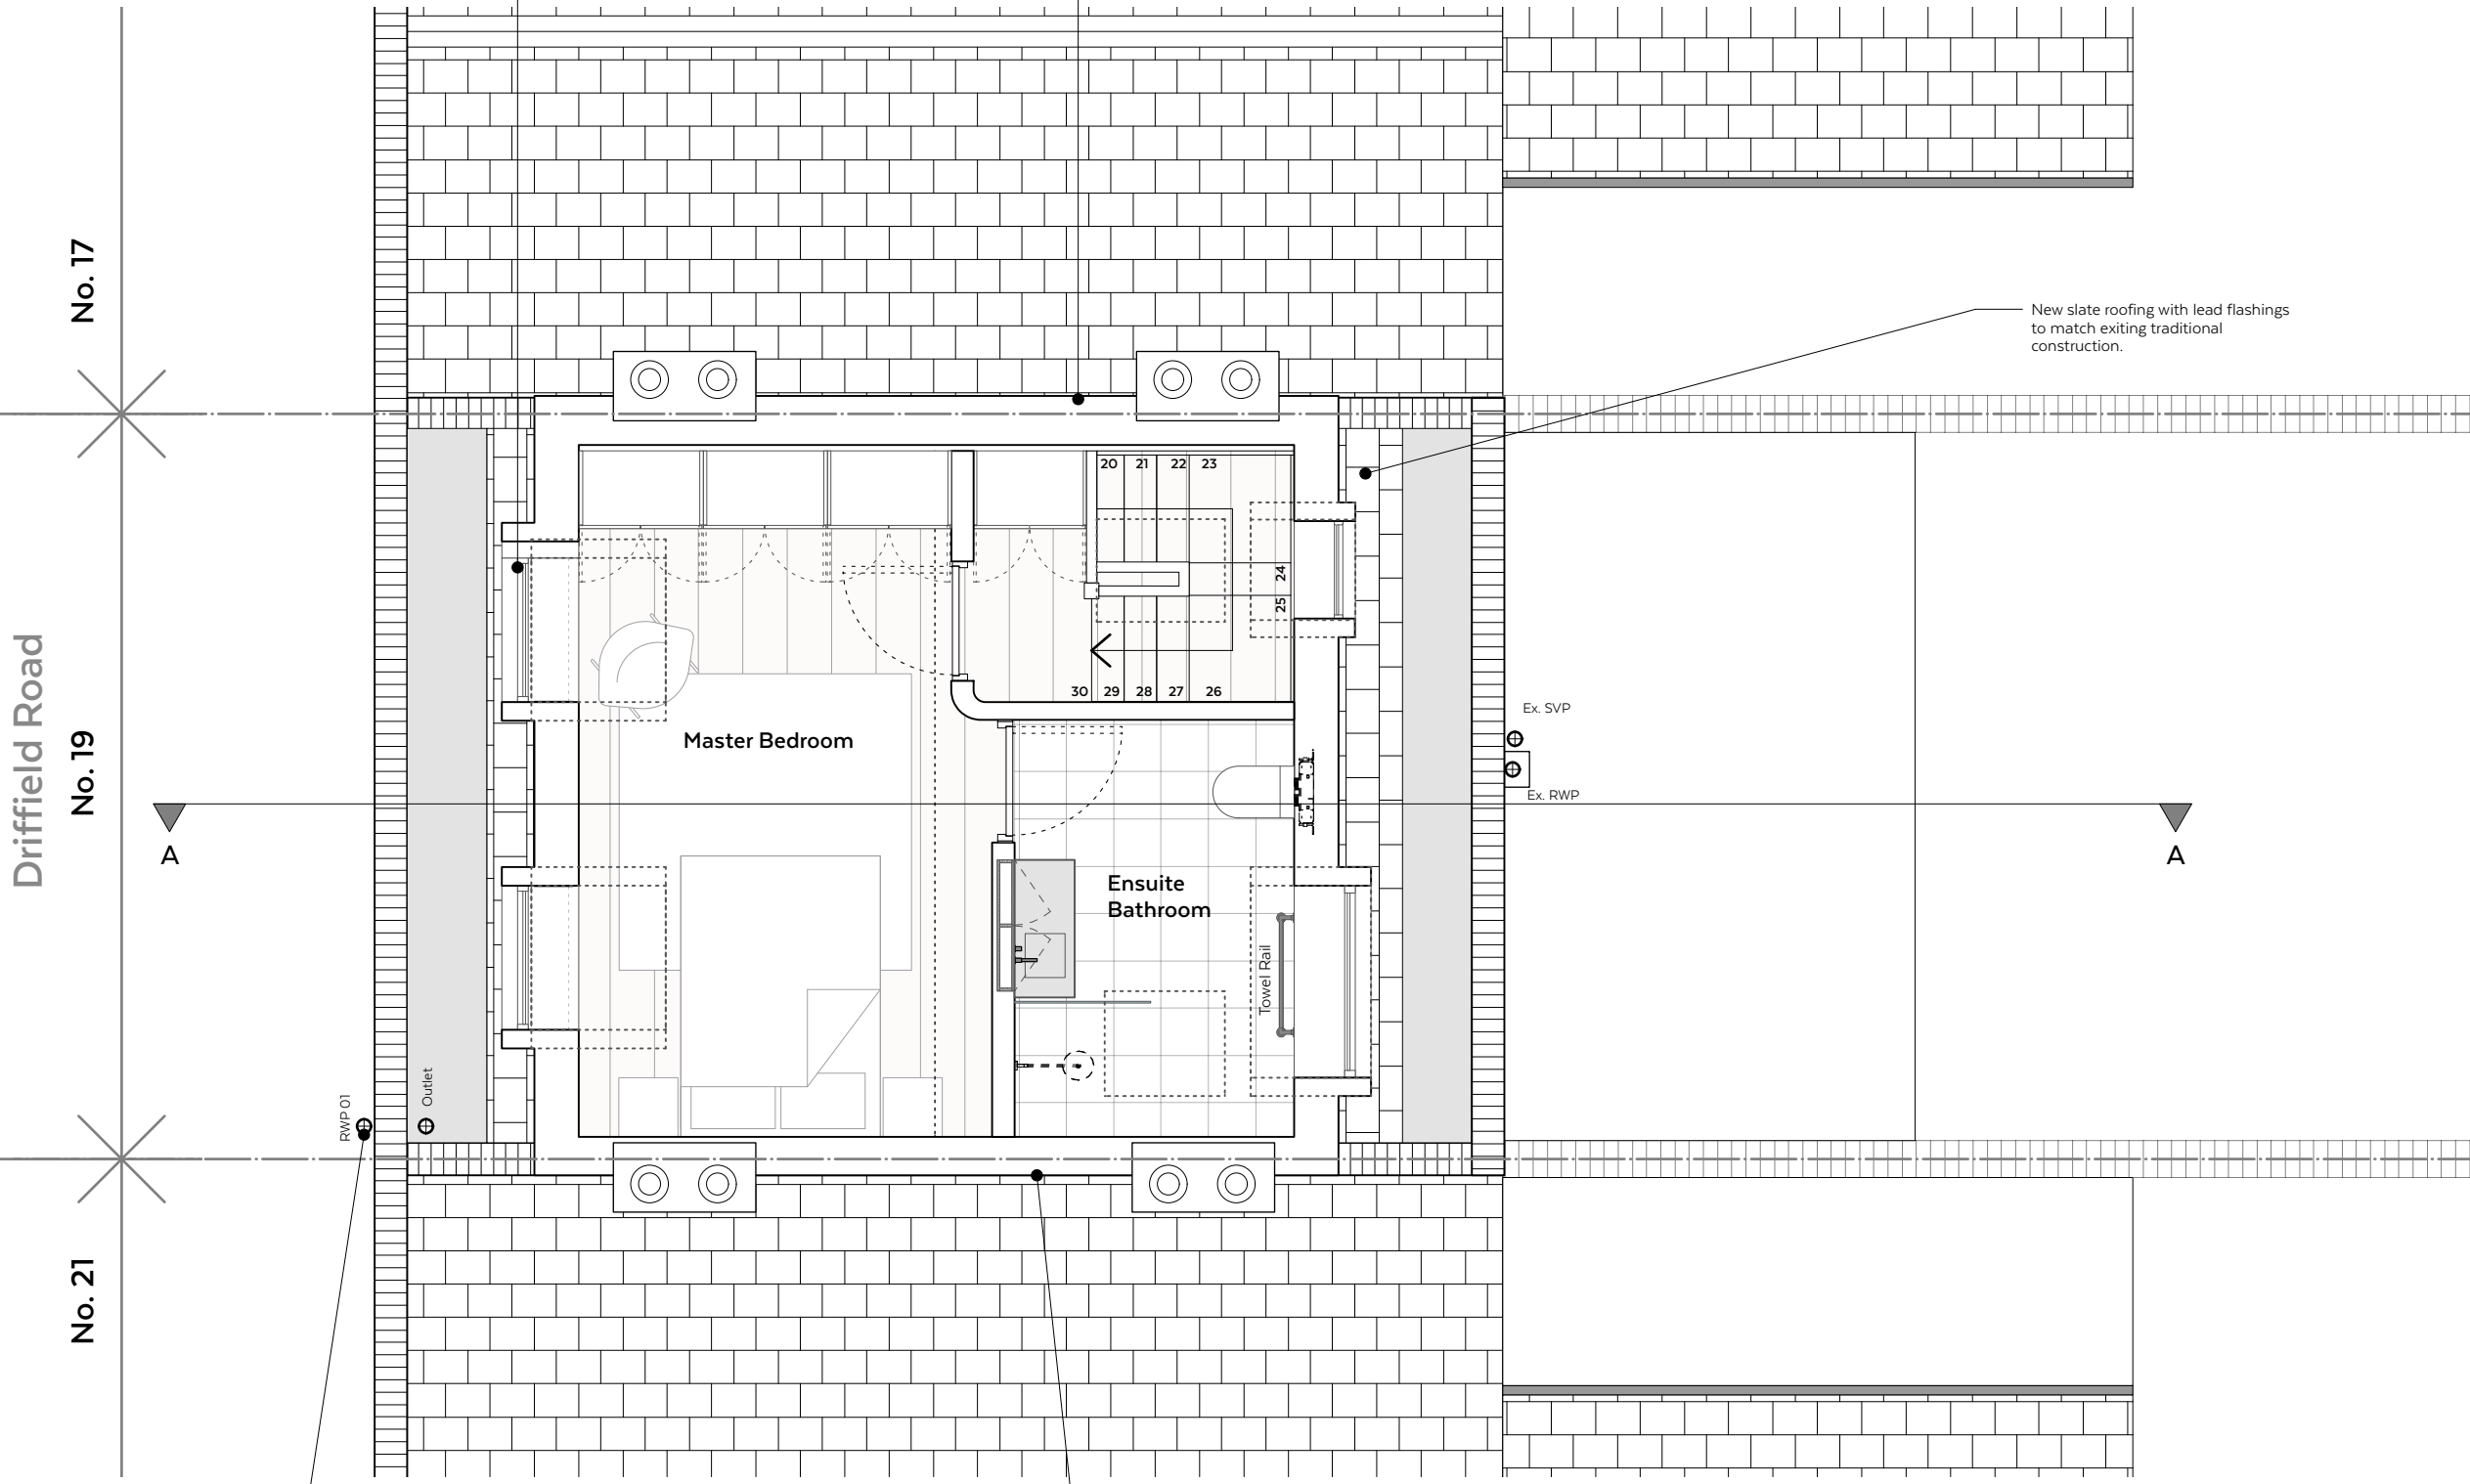 Driffield Road
No. 17
No. 19
No. 21
New slate roofing with lead flashings
to match exiting traditional
construction.
20 21 22 23
24
25
30 29 28 27 26
Master Bedroom
Ensuite
Bathroom
Towel Rail
Ex. SVP
Ex. RWP
A
A
RWP 01
Outlet